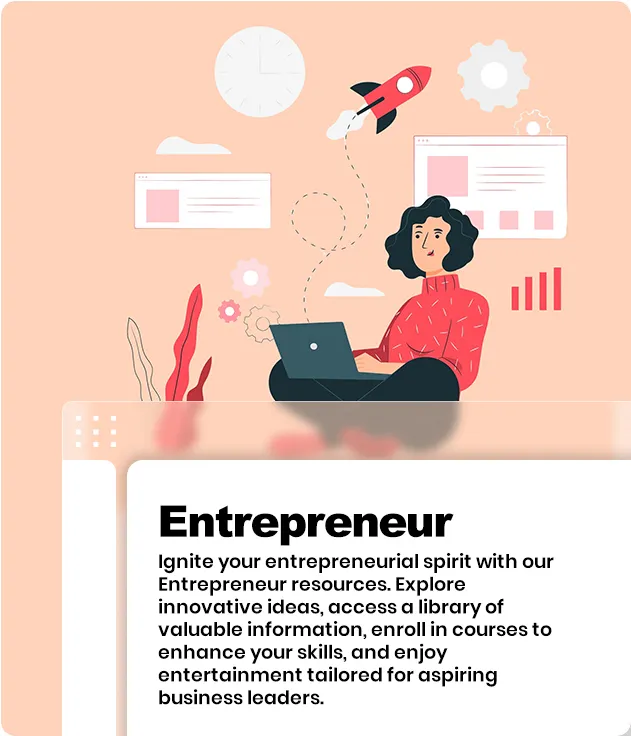 Entrepreneur
Ignite your entrepreneurial spirit with our
Entrepreneur resources. Explore
innovative ideas, access a library of
valuable information, enroll in courses to
enhance your skills, and enjoy
entertainment tailored for aspiring
business leaders.